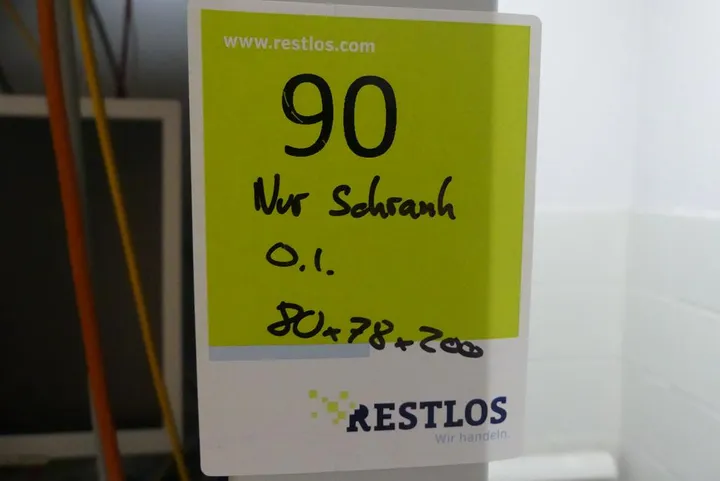 www.restlos.com
90
Nur Schrank
O.I.
80x78x200
RESTLOS
Wir handeln